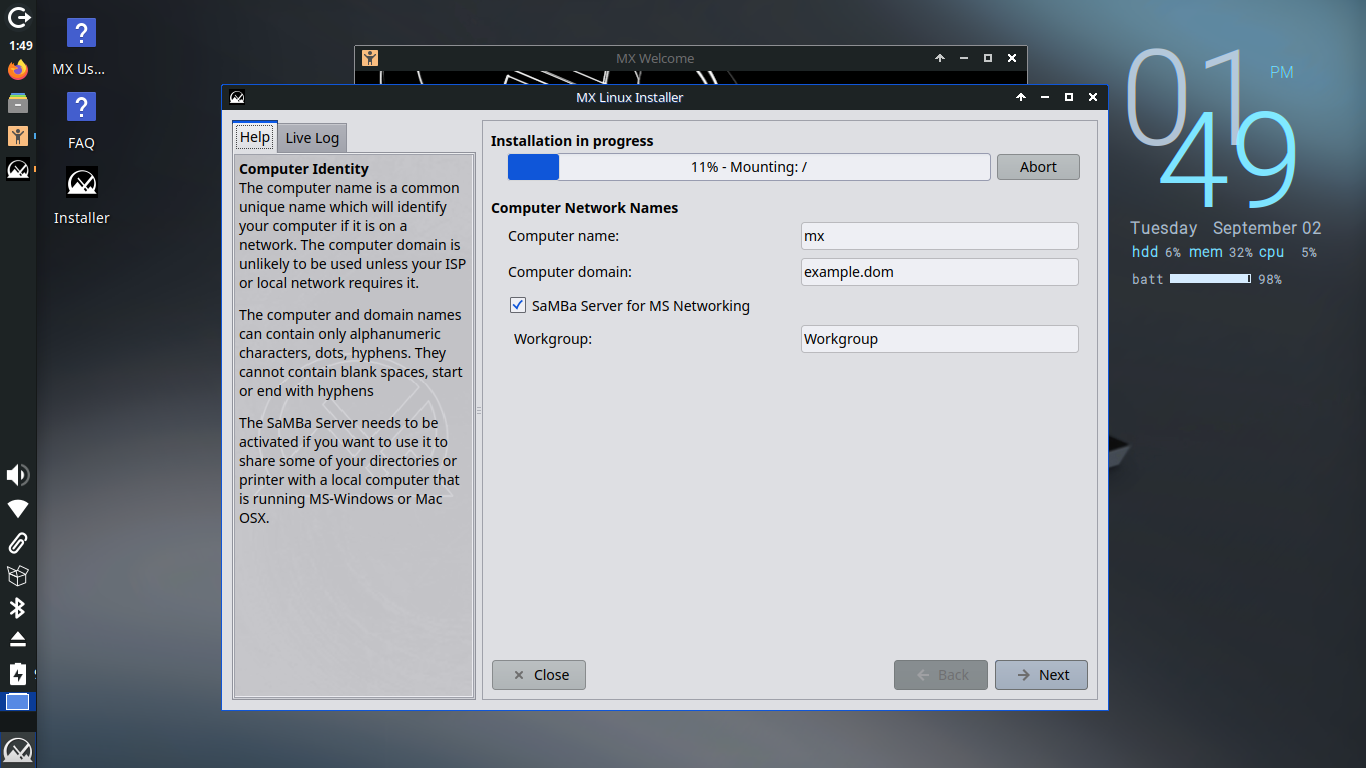 1:49
MX Us...
FAQ
Installer
MX Welcome
MX Linux Installer
Help
Live Log
Computer Identity
The computer name is a common
unique name which will identify
your computer if it is on a
network. The computer domain is
unlikely to be used unless your ISP
or local network requires it.
The computer and domain names
can contain only alphanumeric
characters, dots, hyphens. They
cannot contain blank spaces, start
or end with hyphens
The SaMBa Server needs to be
activated if you want to use it to
share some of your directories or
printer with a local computer that
is running MS-Windows or Mac
OSX.
Installation in progress
11% - Mounting: /
Abort
Computer Network Names
Computer name:
mx
Computer domain:
example.dom
SaMBa Server for MS Networking
Workgroup:
Workgroup
Close
Back
Next
01
PM
49
Tuesday September 02
hdd 6% mem 32% cpu 5%
batt 98%